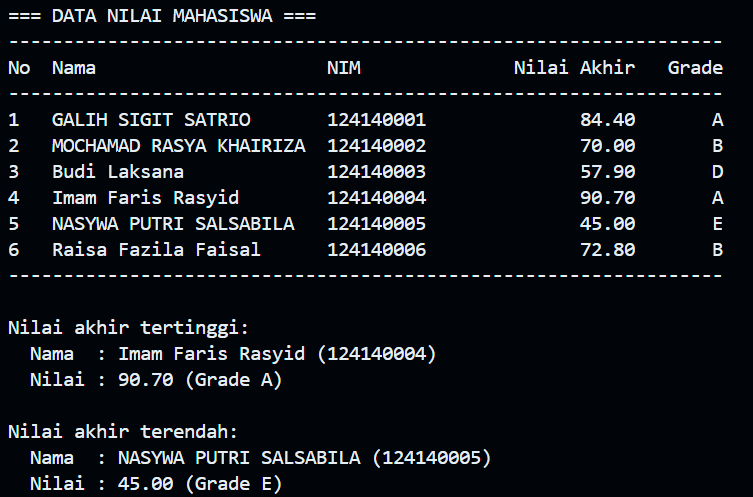 === DATA NILAI MAHASISWA ===
-----------------------------------------------------------------
No  Nama                     NIM              Nilai Akhir   Grade
-----------------------------------------------------------------
1   GALIH SIGIT SATRIO       124140001              84.40       A
2   MOCHAMAD RASYA KHAIRIZA  124140002              70.00       B
3   Budi Laksana             124140003              57.90       D
4   Imam Faris Rasyid        124140004              90.70       A
5   NASYWA PUTRI SALSABILA   124140005              45.00       E
6   Raisa Fazila Faisal      124140006              72.80       B
-----------------------------------------------------------------
Nilai akhir tertinggi:
  Nama  : Imam Faris Rasyid (124140004)
  Nilai : 90.70 (Grade A)
Nilai akhir terendah:
  Nama  : NASYWA PUTRI SALSABILA (124140005)
  Nilai : 45.00 (Grade E)